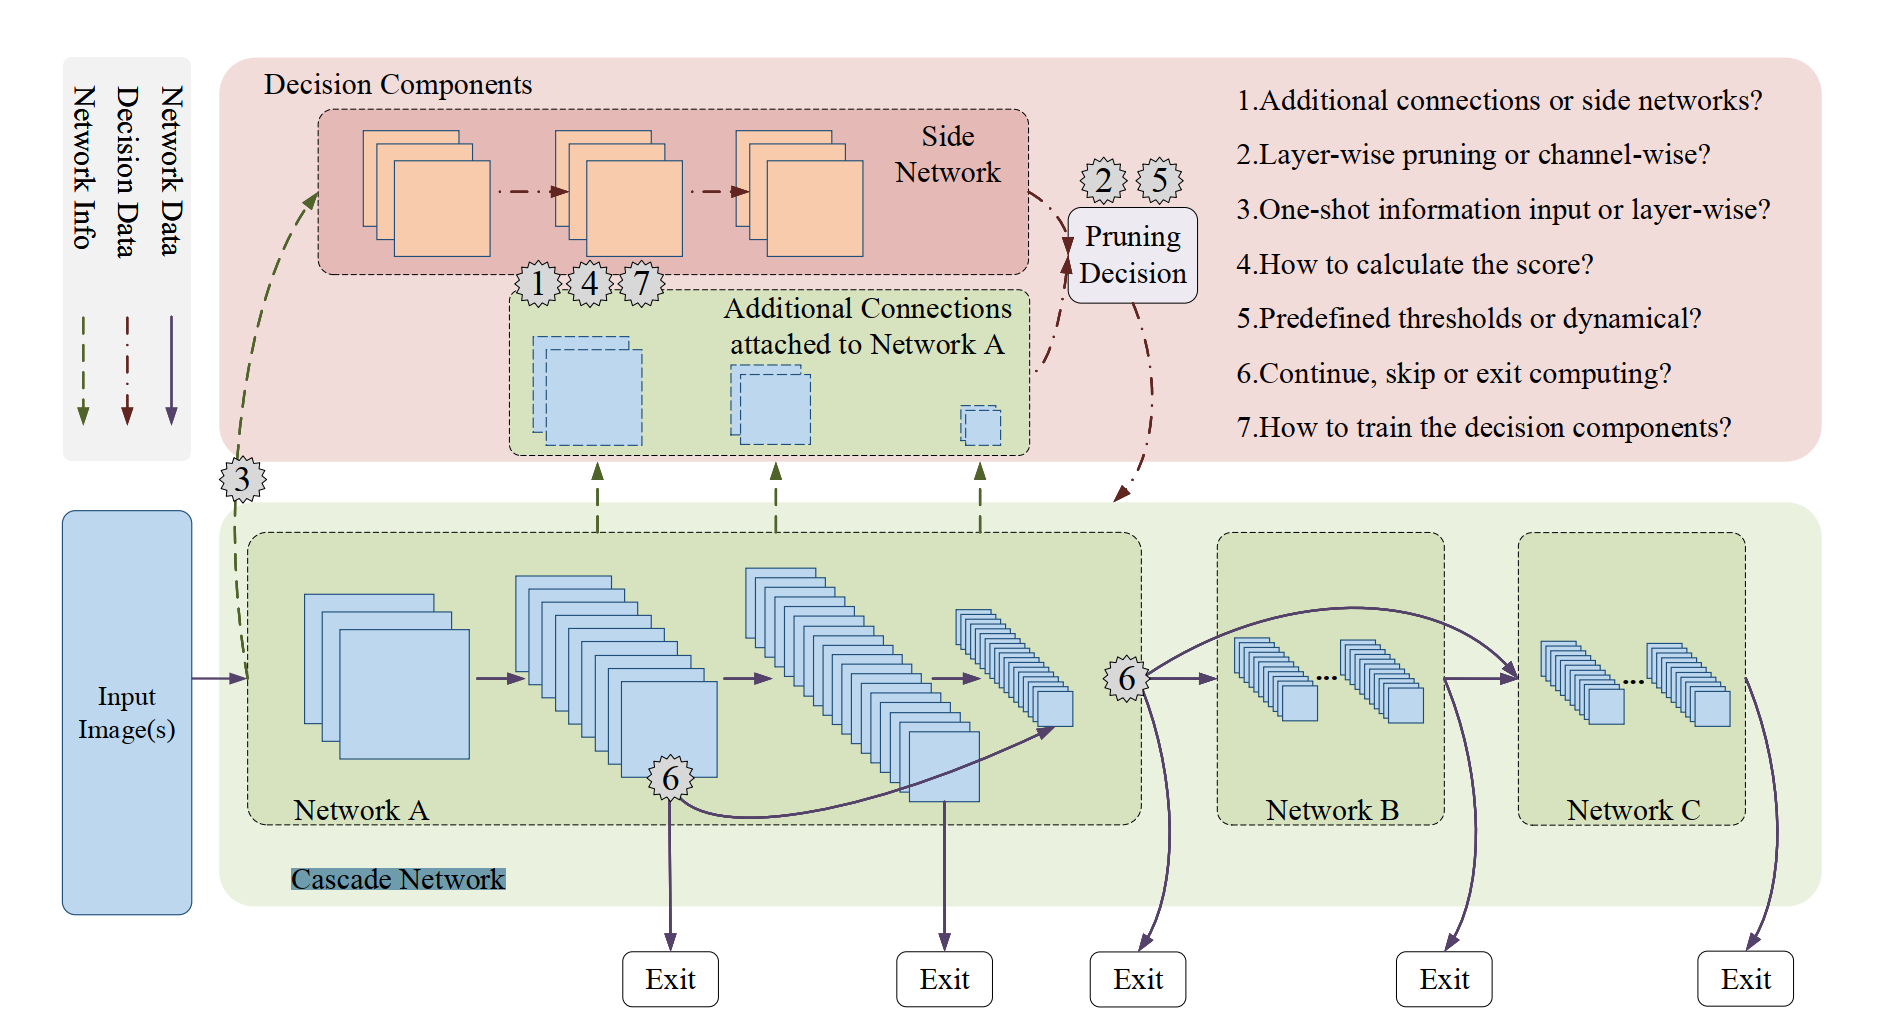 Network Info
Decision Data
Network Data
Decision Components
Side
Network
1
4
7
Additional Connections
attached to Network A
2
5
Pruning
Decision
1.Additional connections or side networks?
2.Layer-wise pruning or channel-wise?
3.One-shot information input or layer-wise?
4.How to calculate the score?
5.Predefined thresholds or dynamical?
6.Continue, skip or exit computing?
7.How to train the decision components?
3
Input
Image(s)
6
6
...
...
Network A
Network B
Network C
Cascade Network
Exit
Exit
Exit
Exit
Exit